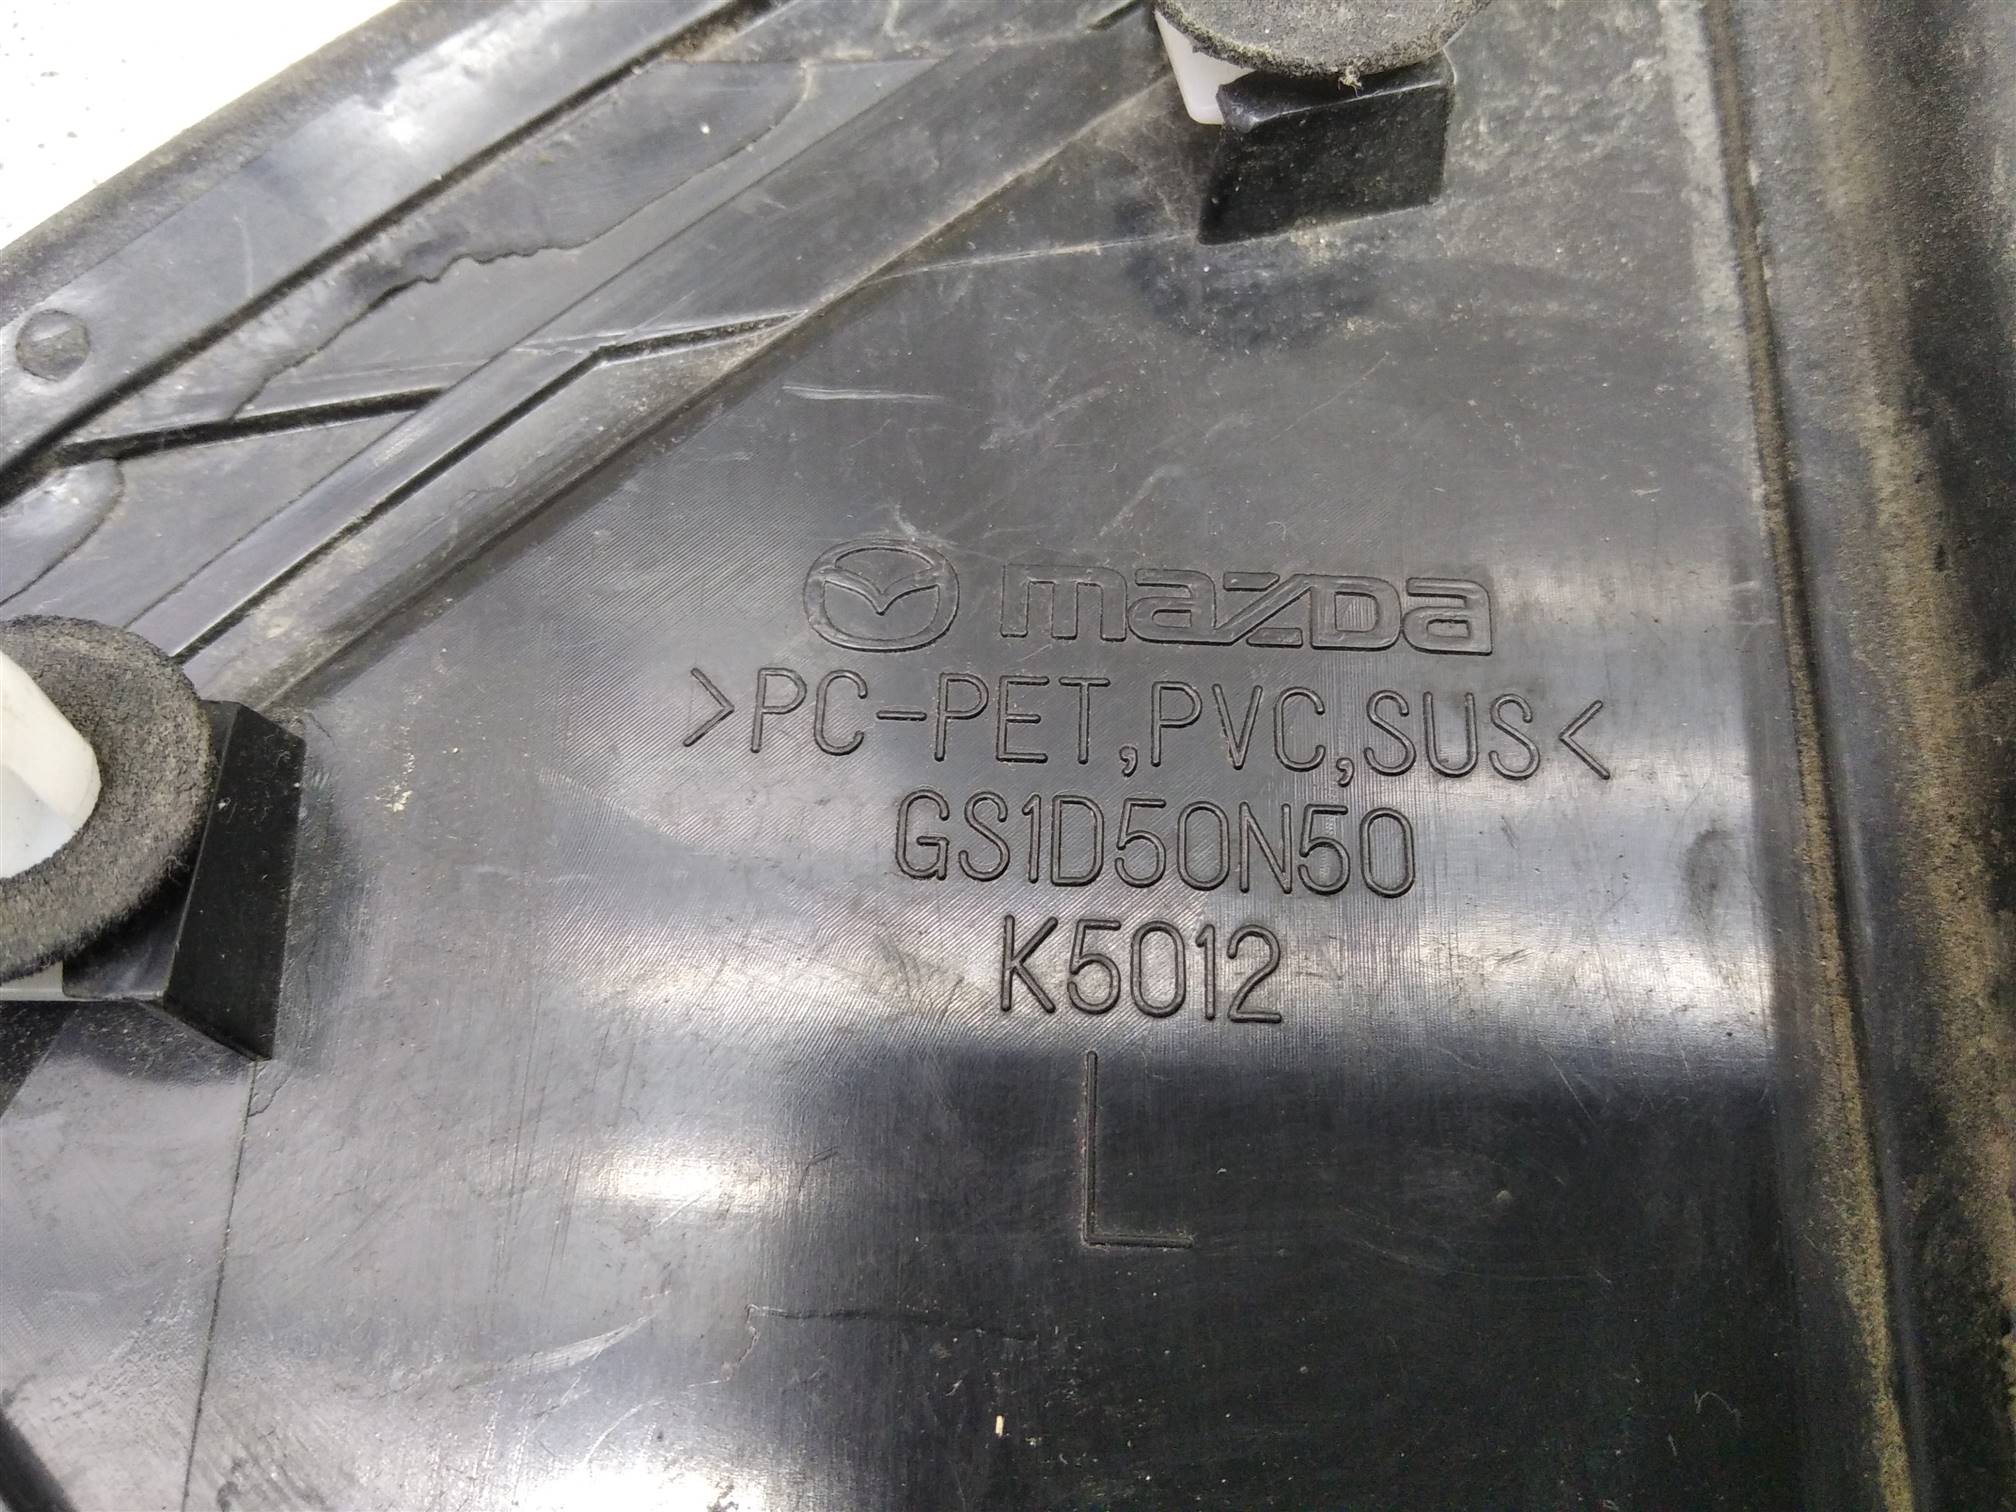 mazda
>PC-PET,PVC,SUS<
GS1D50N50
K5012
L